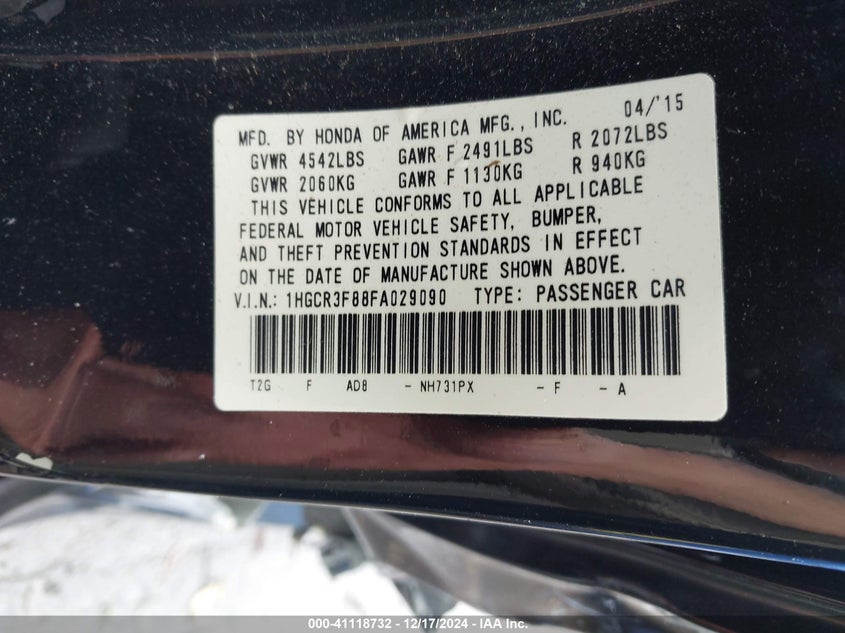 MFD. BY HONDA OF AMERICA MFG., INC. 04/'15
GVWR 4542LBS GAWR F 2491LBS R 2072LBS
GVWR 2060KG GAWR F 1130KG R 940KG
THIS VEHICLE CONFORMS TO ALL APPLICABLE
FEDERAL MOTOR VEHICLE SAFETY, BUMPER,
AND THEFT PREVENTION STANDARDS IN EFFECT
ON THE DATE OF MANUFACTURE SHOWN ABOVE.
V.I.N.: 1HGCR3F88FA029090 TYPE: PASSENGER CAR
T2G F AD8 - NH731PX - F - A
000-41118732 - 12/17/2024 - IAA Inc.